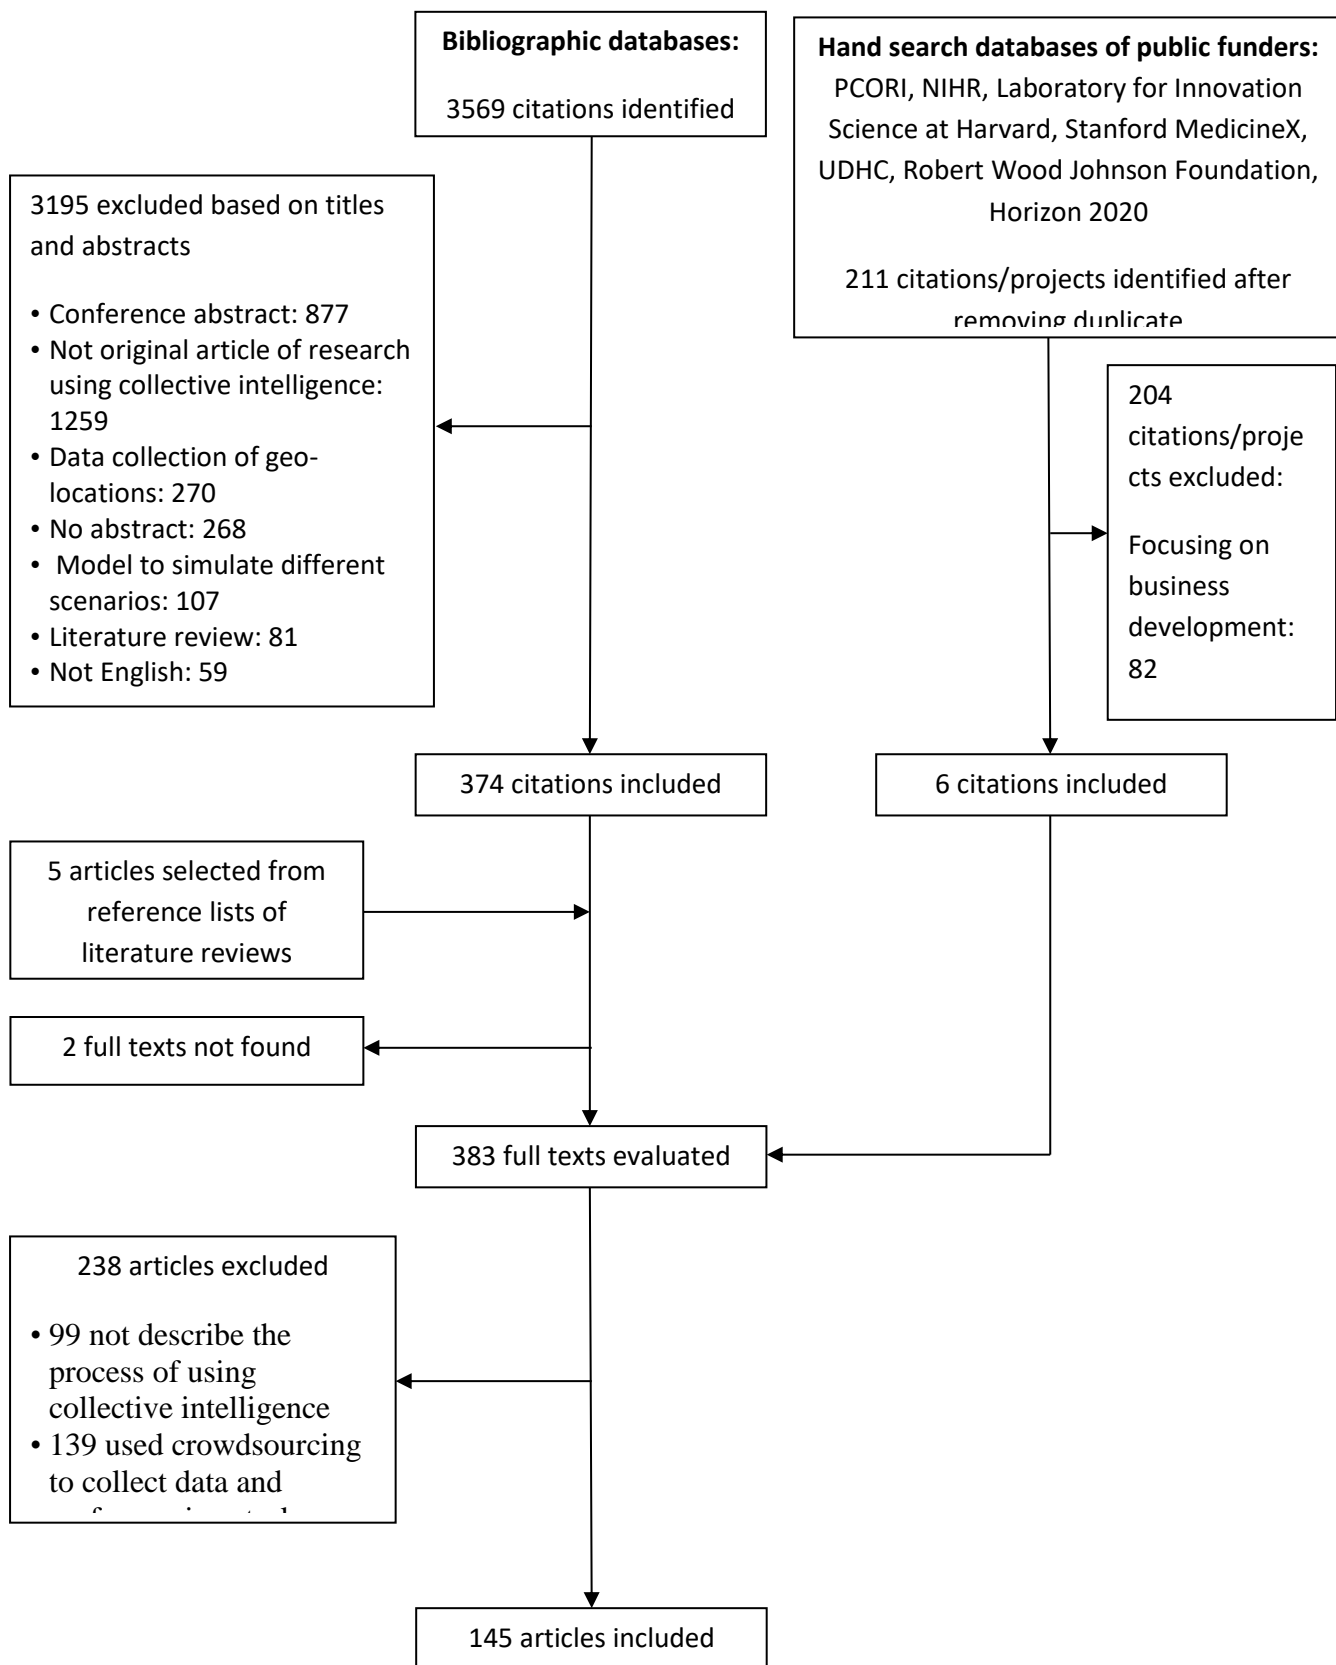 Bibliographic databases:
3569 citations identified
Hand search databases of public funders:
PCORI, NIHR, Laboratory for Innovation
Science at Harvard, Stanford MedicineX,
UDHC, Robert Wood Johnson Foundation,
Horizon 2020
211 citations/projects identified after
removing duplicate
3195 excluded based on titles
and abstracts
• Conference abstract: 877
• Not original article of research
using collective intelligence:
1259
• Data collection of geo-
locations: 270
• No abstract: 268
• Model to simulate different
scenarios: 107
• Literature review: 81
• Not English: 59
204
citations/proje
cts excluded:
Focusing on
business
development:
82
374 citations included
6 citations included
5 articles selected from
reference lists of
literature reviews
2 full texts not found
383 full texts evaluated
238 articles excluded
• 99 not describe the
process of using
collective intelligence
• 139 used crowdsourcing
to collect data and
145 articles included